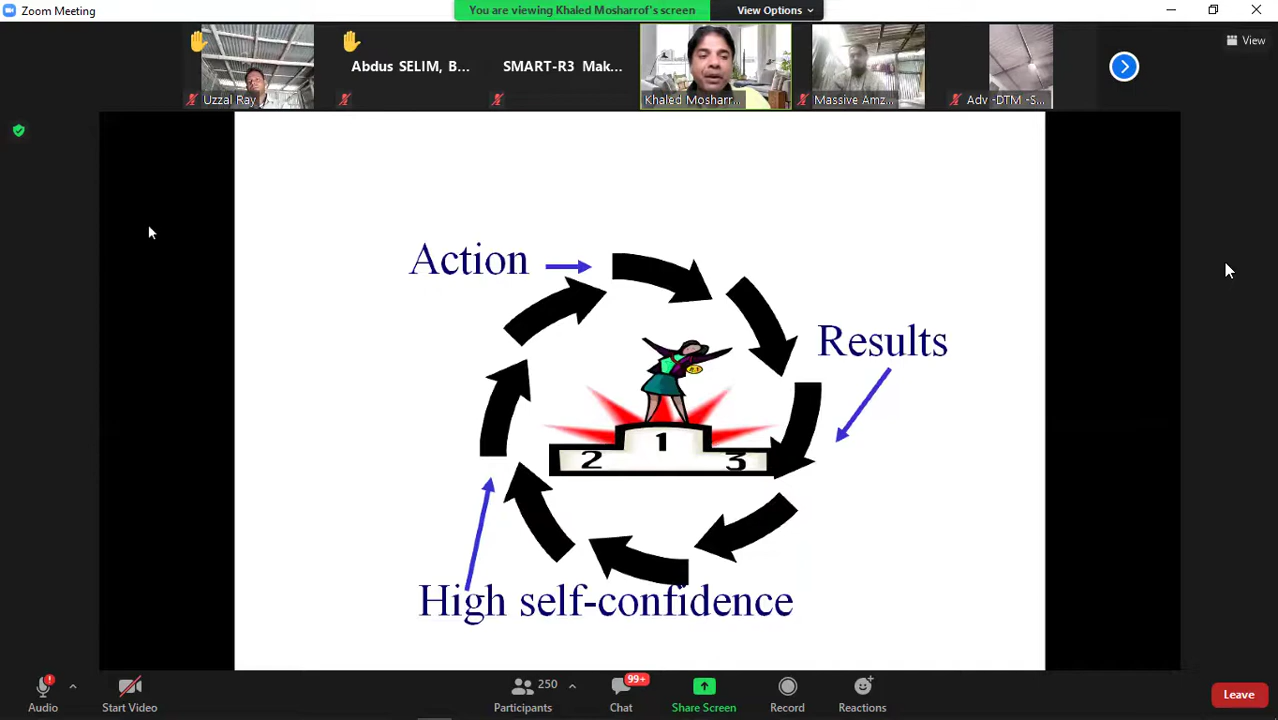 Zoom Meeting
You are viewing Khaled Mosharrof's screen
View Options
View
Uzzal Ray
Abdus SELIM, B...
SMART-R3 Mak...
Khaled Mosharr...
Massive Amz...
Adv -DTM -S...
Action
Results
1
2
3
High self-confidence
Audio
Start Video
250
Participants
99+
Chat
Share Screen
Record
Reactions
Leave